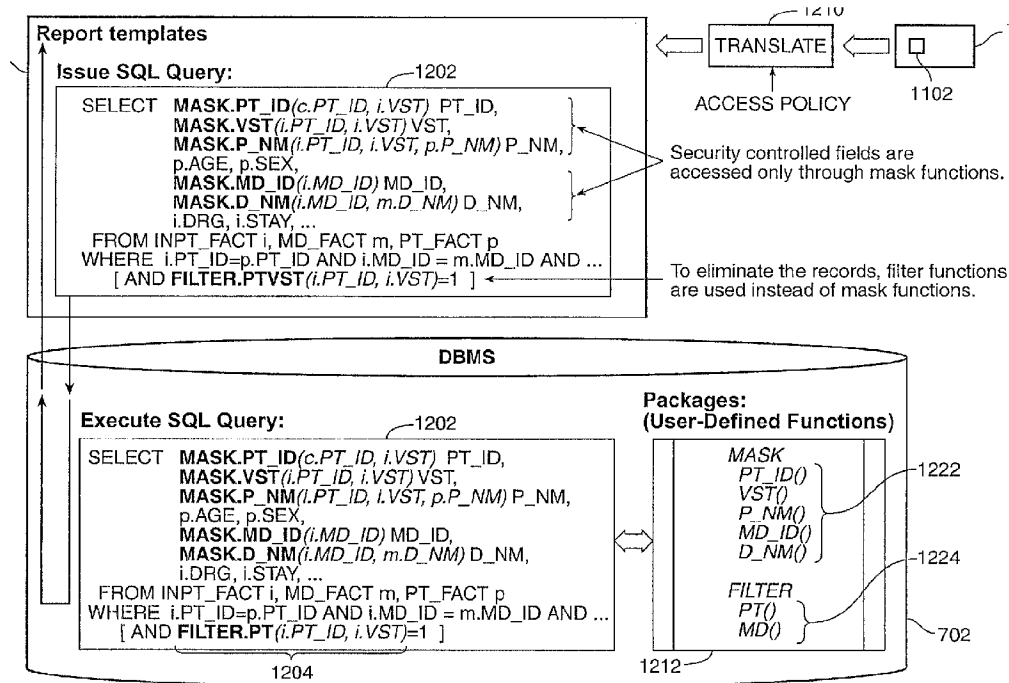 1210
Report templates
TRANSLATE
1102
ACCESS POLICY
Issue SQL Query:
1202
SELECT MASK.PT_ID(c.PT_ID, i.VST) PT_ID,
MASK.VST(i.PT_ID, i.VST) VST,
MASK.P_NM(i.PT_ID, i.VST, p.P_NM) P_NM,
p.AGE, p.SEX,
MASK.MD_ID(i.MD_ID) MD_ID,
MASK.D_NM(i.MD_ID, m.D_NM) D_NM,
i.DRG, i.STAY, ...
FROM INPT_FACT i, MD_FACT m, PT_FACT p
WHERE i.PT_ID=p.PT_ID AND i.MD_ID = m.MD_ID AND ...
[ AND FILTER.PTVST(i.PT_ID, i.VST)=1 ]
Security controlled fields are
accessed only through mask functions.
To eliminate the records, filter functions
are used instead of mask functions.
DBMS
Execute SQL Query:
1202
SELECT MASK.PT_ID(c.PT_ID, i.VST) PT_ID,
MASK.VST(i.PT_ID, i.VST) VST,
MASK.P_NM(i.PT_ID, i.VST, p.P_NM) P_NM,
p.AGE, p.SEX,
MASK.MD_ID(i.MD_ID) MD_ID,
MASK.D_NM(i.MD_ID, m.D_NM) D_NM,
i.DRG, i.STAY, ...
FROM INPT_FACT i, MD_FACT m, PT_FACT p
WHERE i.PT_ID=p.PT_ID AND i.MD_ID = m.MD_ID AND ...
[ AND FILTER.PT(i.PT_ID, i.VST)=1 ]
1204
Packages:
(User-Defined Functions)
MASK
PT_ID()
VST()
P_NM()
MD_ID()
D_NM()
1222
1224
FILTER
PT()
MD()
702
1212